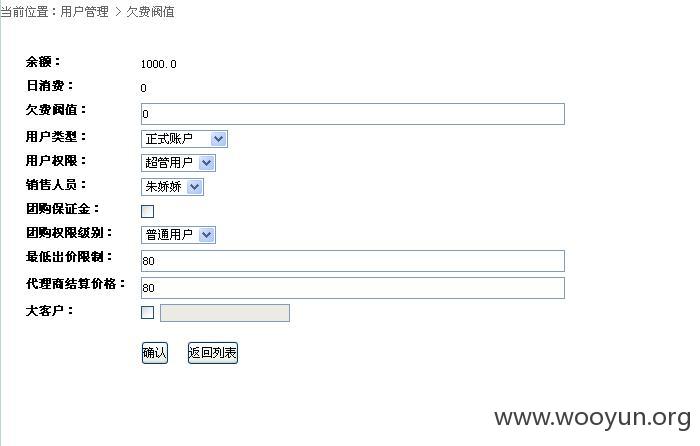 当前位置：用户管理 > 欠费阀值
余额： 1000.0
日消费： 0
欠费阀值： 0
用户类型： 正式账户
用户权限： 超管用户
销售人员： 朱娇娇
团购保证金：
团购权限级别： 普通用户
最低出价限制： 80
代理商结算价格： 80
大客户：
确认 返回列表
www.wooyun.org